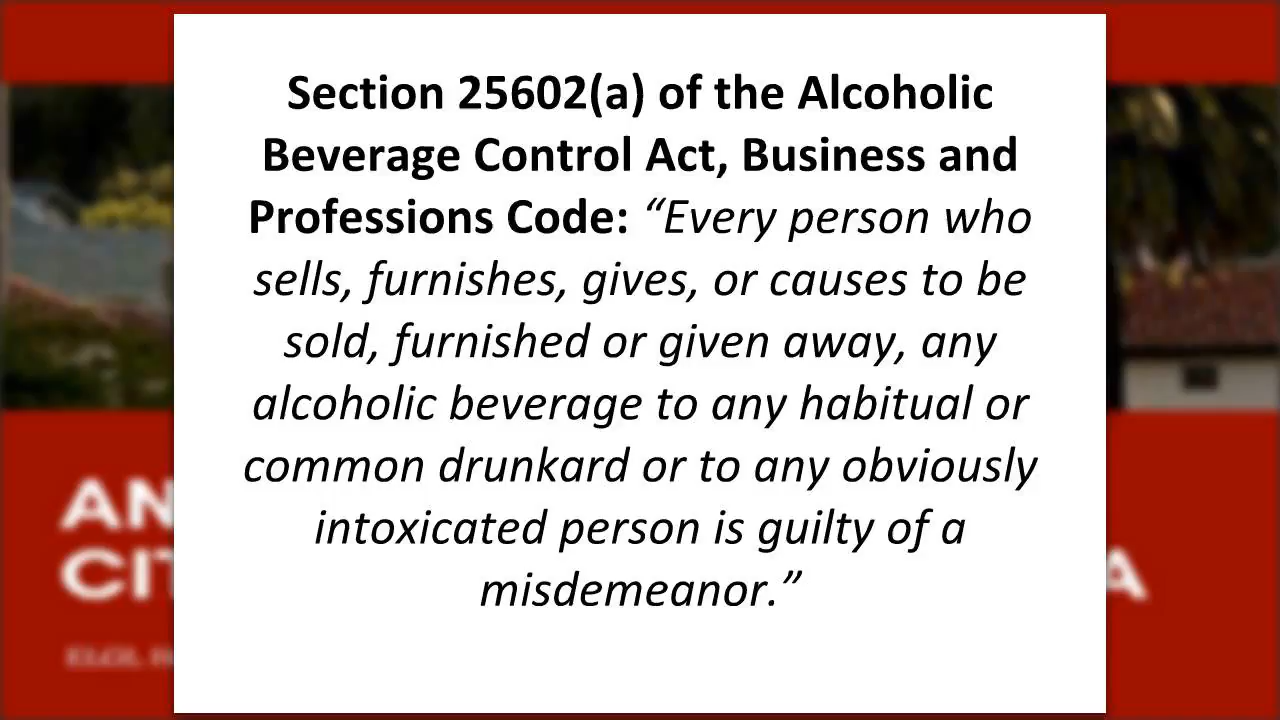 Section 25602(a) of the Alcoholic
Beverage Control Act, Business and
Professions Code: “Every person who
sells, furnishes, gives, or causes to be
sold, furnished or given away, any
alcoholic beverage to any habitual or
common drunkard or to any obviously
intoxicated person is guilty of a
misdemeanor.”
AN
CIT
A